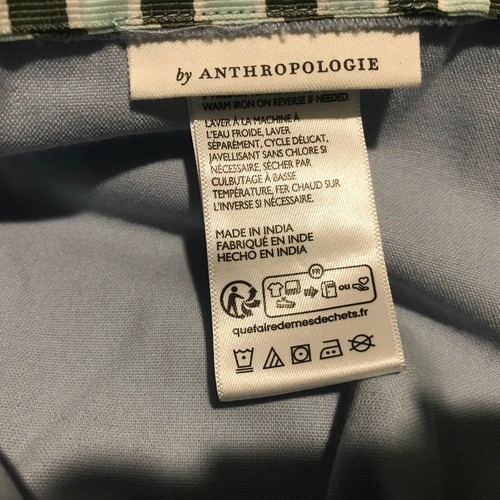 by ANTHROPOLOGIE
WARM IRON ON REVERSE IF NEEDED.
LAVER À LA MACHINE À
L'EAU FROIDE, LAVER
SÉPARÉMENT, CYCLE DÉLICAT,
JAVELLISANT SANS CHLORE SI
NÉCESSAIRE, SÉCHER PAR
CULBUTAGE À BASSE
TEMPÉRATURE, FER CHAUD SUR
L'INVERSE SI NÉCESSAIRE.
MADE IN INDIA
FABRIQUÉ EN INDE
HECHO EN INDIA
FR
ou
quefairedemesdechets.fr